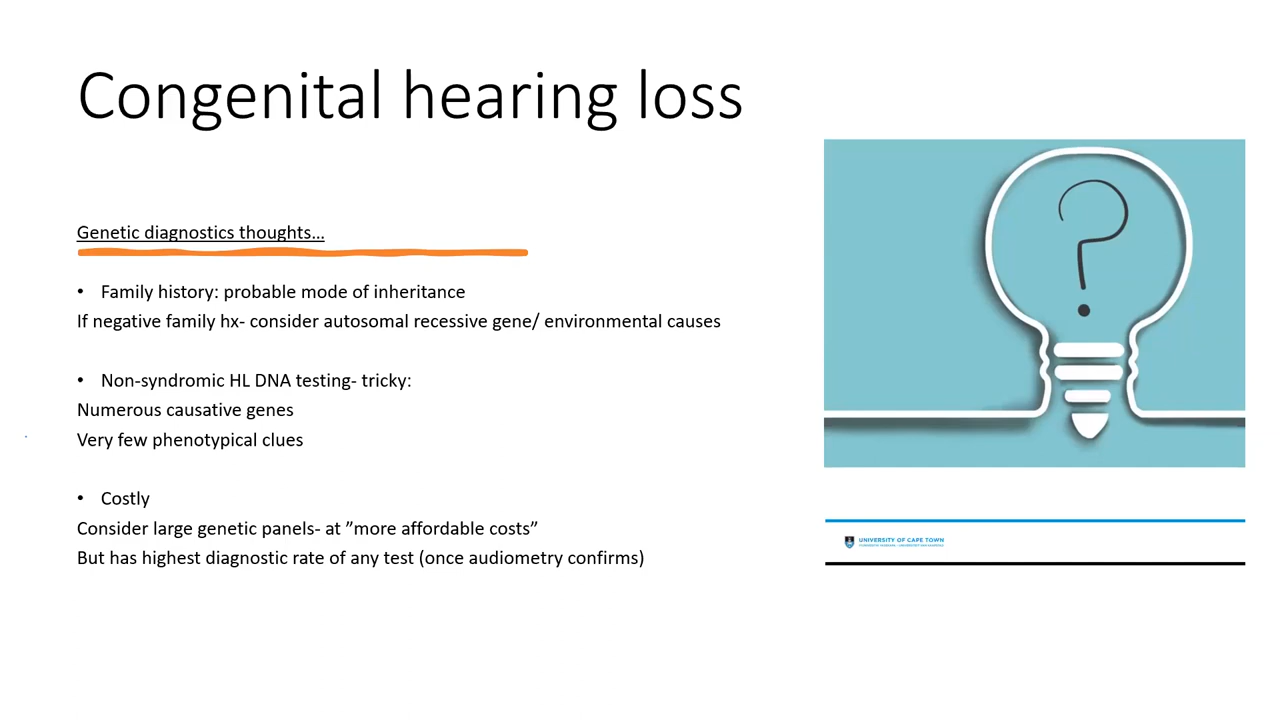 Congenital hearing loss
Genetic diagnostics thoughts...
• Family history: probable mode of inheritance
If negative family hx- consider autosomal recessive gene/ environmental causes
• Non-syndromic HL DNA testing- tricky:
Numerous causative genes
Very few phenotypical clues
• Costly
Consider large genetic panels- at ”more affordable costs”
But has highest diagnostic rate of any test (once audiometry confirms)
?
UNIVERSITY OF CAPE TOWN